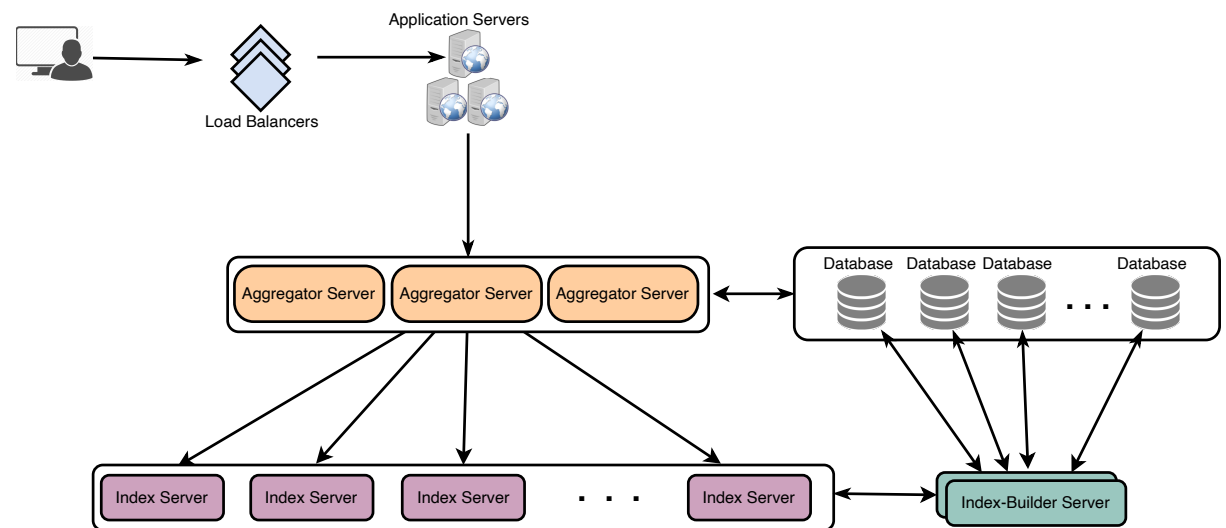 Application Servers
Load Balancers
Aggregator Server
Aggregator Server
Aggregator Server
Database
Database
Database
. . .
Database
Index Server
Index Server
Index Server
. . .
Index Server
Index-Builder Server